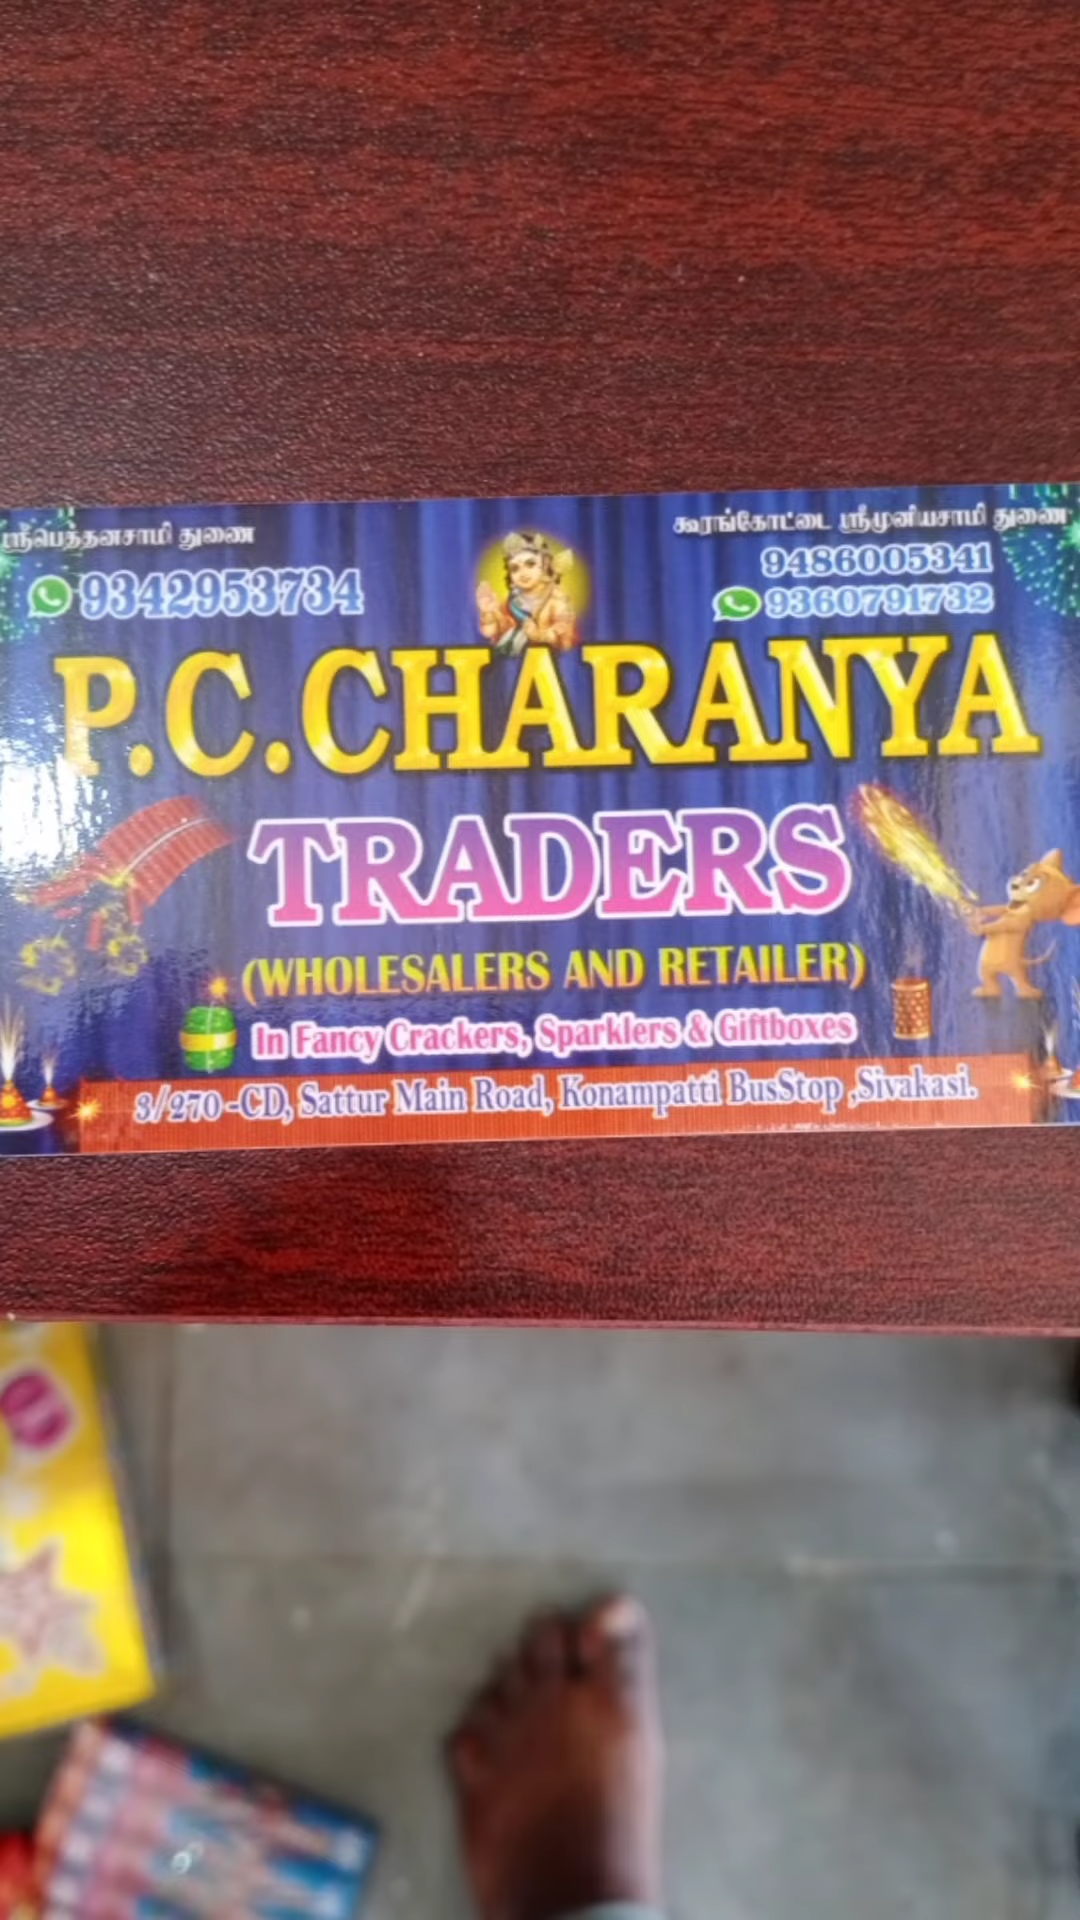 ஸ்ரீபெத்தனசாமி துணை
கூரங்கோட்டை ஸ்ரீமுனியசாமி துணை
9342953734
9486005341
9360791732
P.C.CHARANYA
TRADERS
(WHOLESALERS AND RETAILER)
In Fancy Crackers, Sparklers & Giftboxes
3/270-CD, Sattur Main Road, Konampatti BusStop ,Sivakasi.